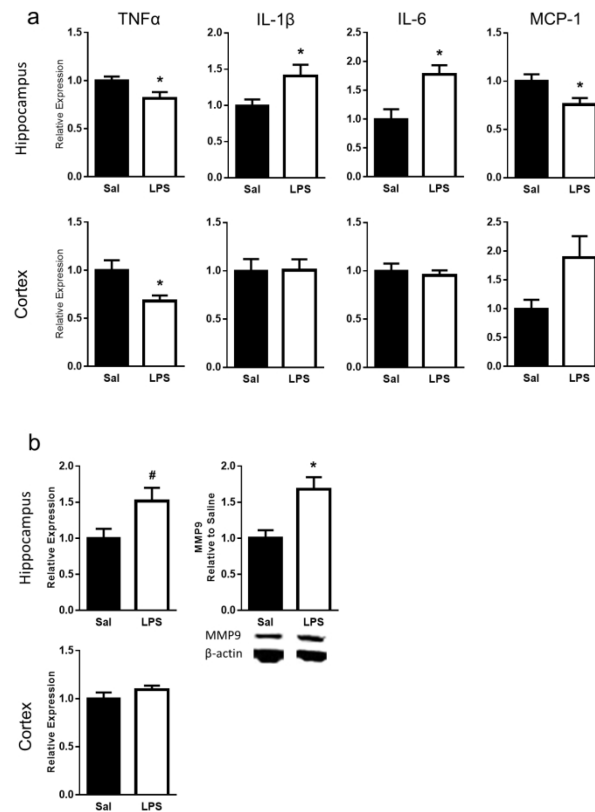 a
TNFα IL-1β IL-6 MCP-1
Hippocampus
Relative Expression
1.5
1.0
0.5
0.0
*
Sal LPS
2.0
1.5
1.0
0.5
0.0
*
Sal LPS
2.5
2.0
1.5
1.0
0.5
0.0
*
Sal LPS
1.5
1.0
0.5
0.0
*
Sal LPS
Cortex
Relative Expression
1.5
1.0
0.5
0.0
*
Sal LPS
1.5
1.0
0.5
0.0
Sal LPS
1.5
1.0
0.5
0.0
Sal LPS
2.5
2.0
1.5
1.0
0.5
0.0
Sal LPS
b
Hippocampus
Relative Expression
2.0
1.5
1.0
0.5
0.0
#
Sal LPS
MMP9
Relative to Saline
2.0
1.5
1.0
0.5
0.0
*
Sal LPS
MMP9
β-actin
Cortex
Relative Expression
1.5
1.0
0.5
0.0
Sal LPS